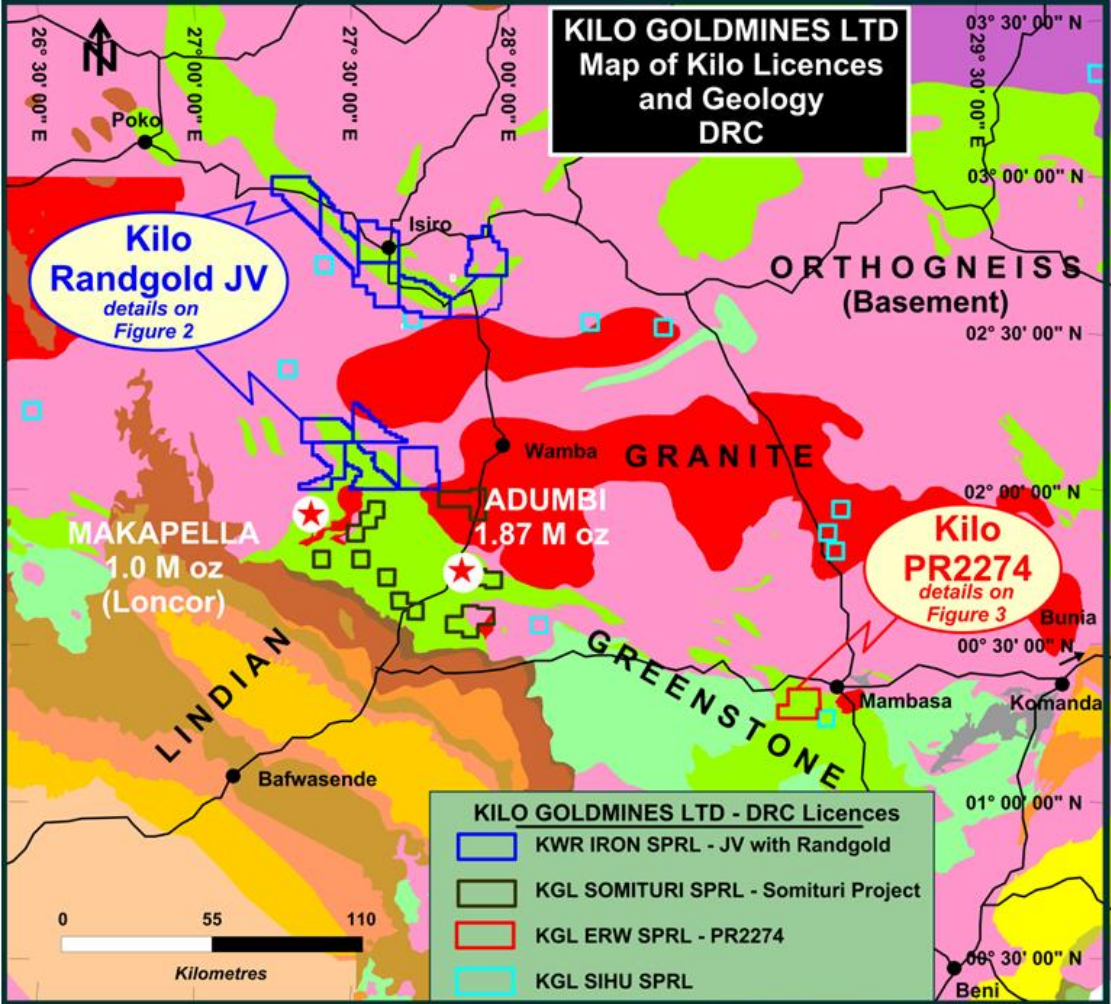 KILO GOLDMINES LTD
Map of Kilo Licences
and Geology
DRC
26° 30' 00" E
27° 00' 00" E
27° 30' 00" E
28° 00' 00" E
29° 30' 00" E
03° 30' 00" N
03° 00' 00" N
02° 30' 00" N
02° 00' 00" N
00° 30' 00" N
01° 00' 00" N
00° 30' 00" N
N
Poko
Isiro
Kilo
Randgold JV
details on
Figure 2
ORTHOGNEISS
(Basement)
Wamba
GRANITE
MAKAPELLA
1.0 M oz
(Loncor)
ADUMBI
1.87 M oz
Kilo
PR2274
details on
Figure 3
Bunia
LINDIAN
GREENSTONE
Mambasa
Komanda
Bafwasende
Beni
KILO GOLDMINES LTD - DRC Licences
KWR IRON SPRL - JV with Randgold
KGL SOMITURI SPRL - Somituri Project
KGL ERW SPRL - PR2274
KGL SIHU SPRL
0 55 110
Kilometres